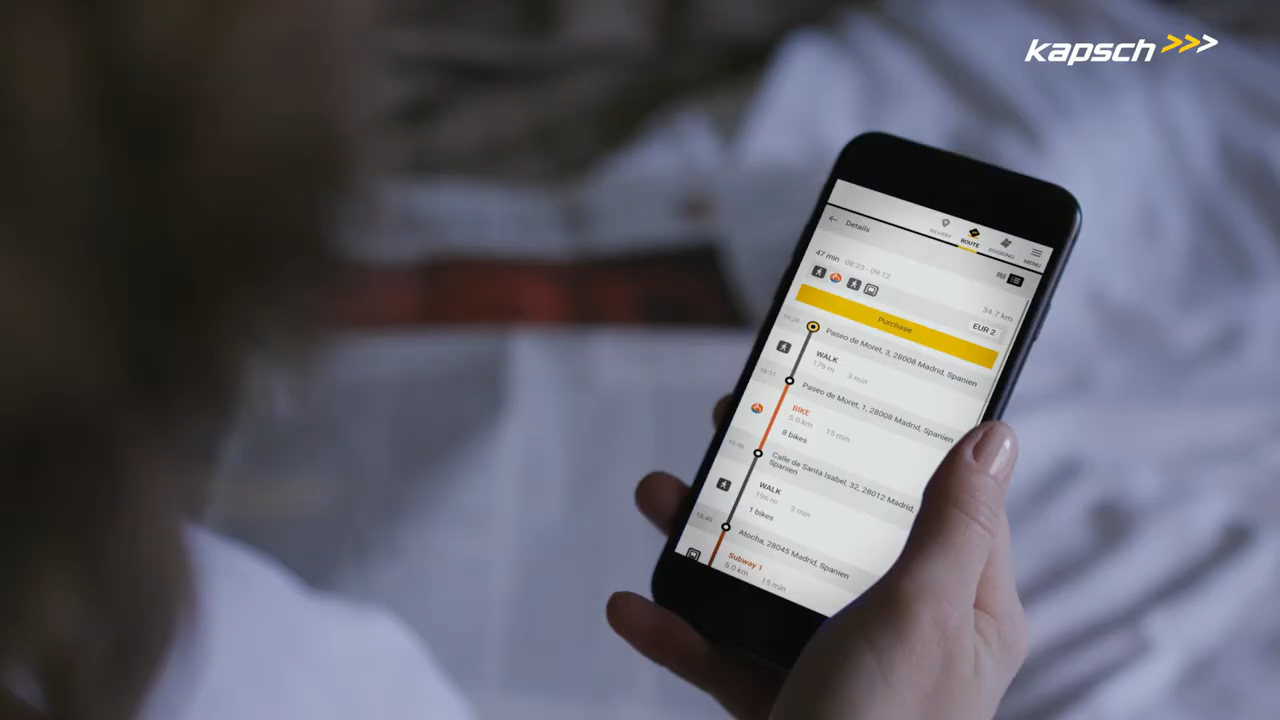 kapsch
NEARBY
ROUTE
BOOKING
MENU
Details
47 min 08:25 - 09:12
34.7 km
Purchase
EUR 2
Paseo de Moret, 3, 28008 Madrid, Spanien
WALK
179 m 3 min
Paseo de Moret, 1, 28008 Madrid, Spanien
BIKE
5.0 km 15 min
8 bikes
Calle de Santa Isabel, 32, 28012 Madrid,
Spanien
WALK
196 m 3 min
1 bikes
Atocha, 28045 Madrid, Spanien
Subway 1
5.0 km 15 min